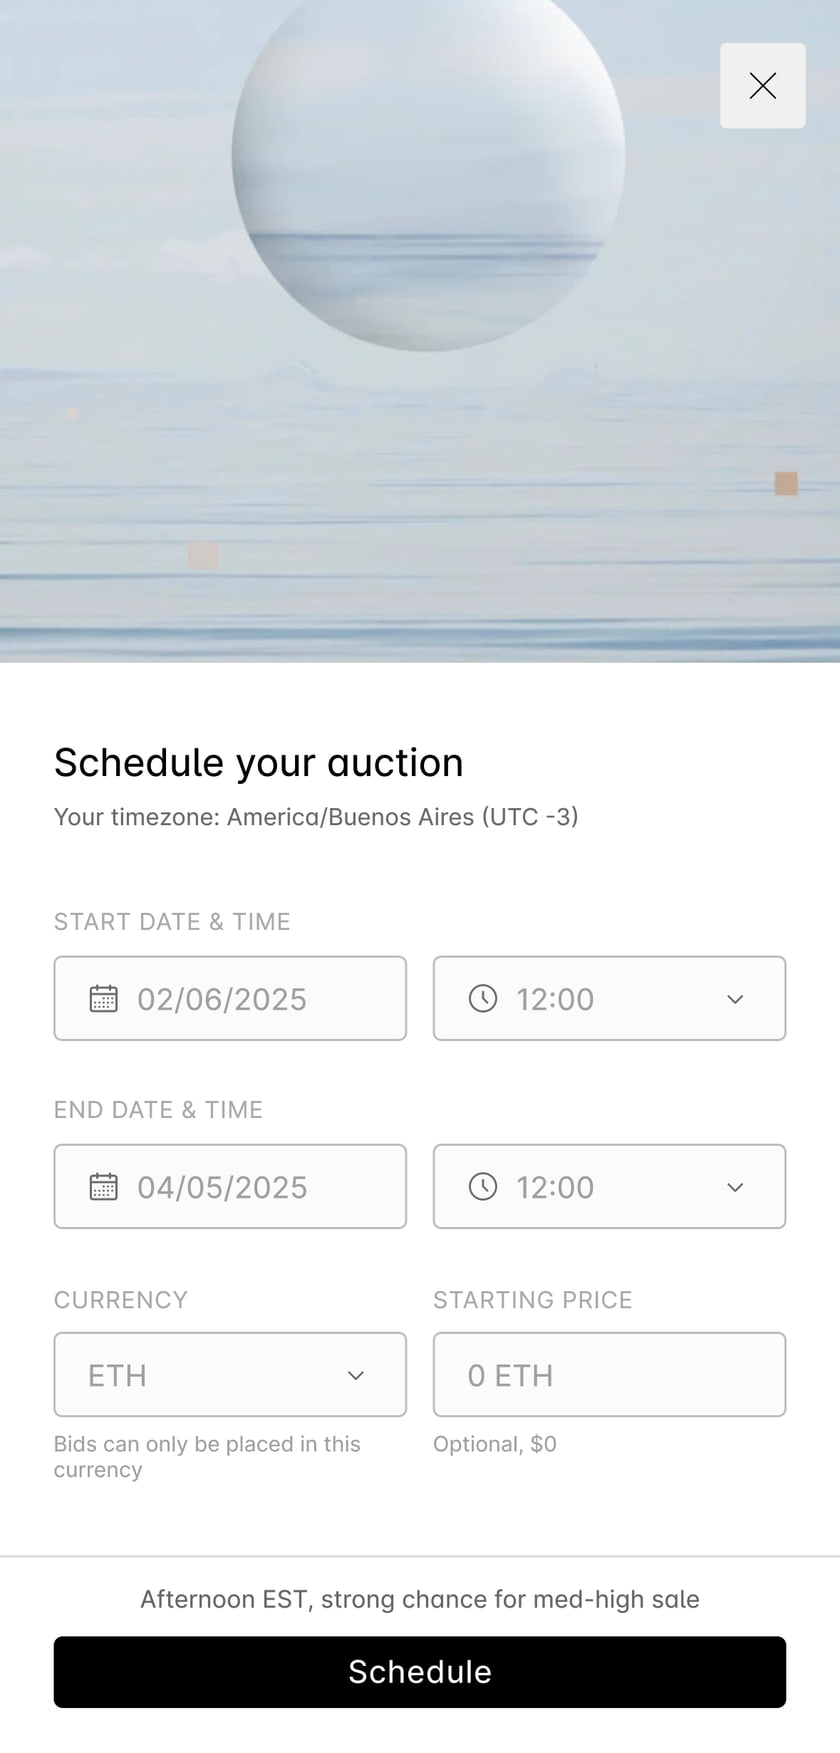 Schedule your auction
Your timezone: America/Buenos Aires (UTC -3)
START DATE & TIME
02/06/2025 12:00
END DATE & TIME
04/05/2025 12:00
CURRENCY STARTING PRICE
ETH 0 ETH
Bids can only be placed in this Optional, $0
currency
Afternoon EST, strong chance for med-high sale
Schedule